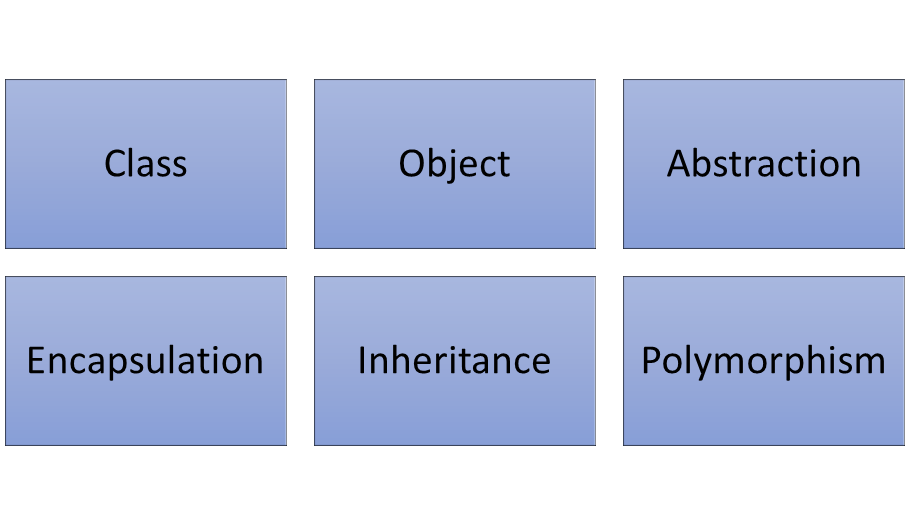 Class
Object
Abstraction
Encapsulation
Inheritance
Polymorphism